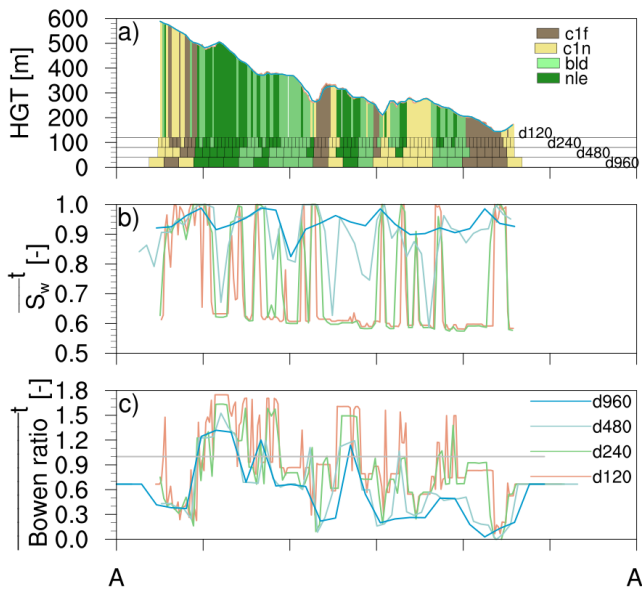 a)
HGT [m]
600
500
400
300
200
100
0
c1f
c1n
bld
nle
d120
d240
d480
d960
b)
S_w^t [-]
1.0
0.9
0.8
0.7
0.6
0.5
c)
Bowen ratio^t [-]
1.8
1.5
1.2
0.9
0.6
0.3
0.0
d960
d480
d240
d120
A
A